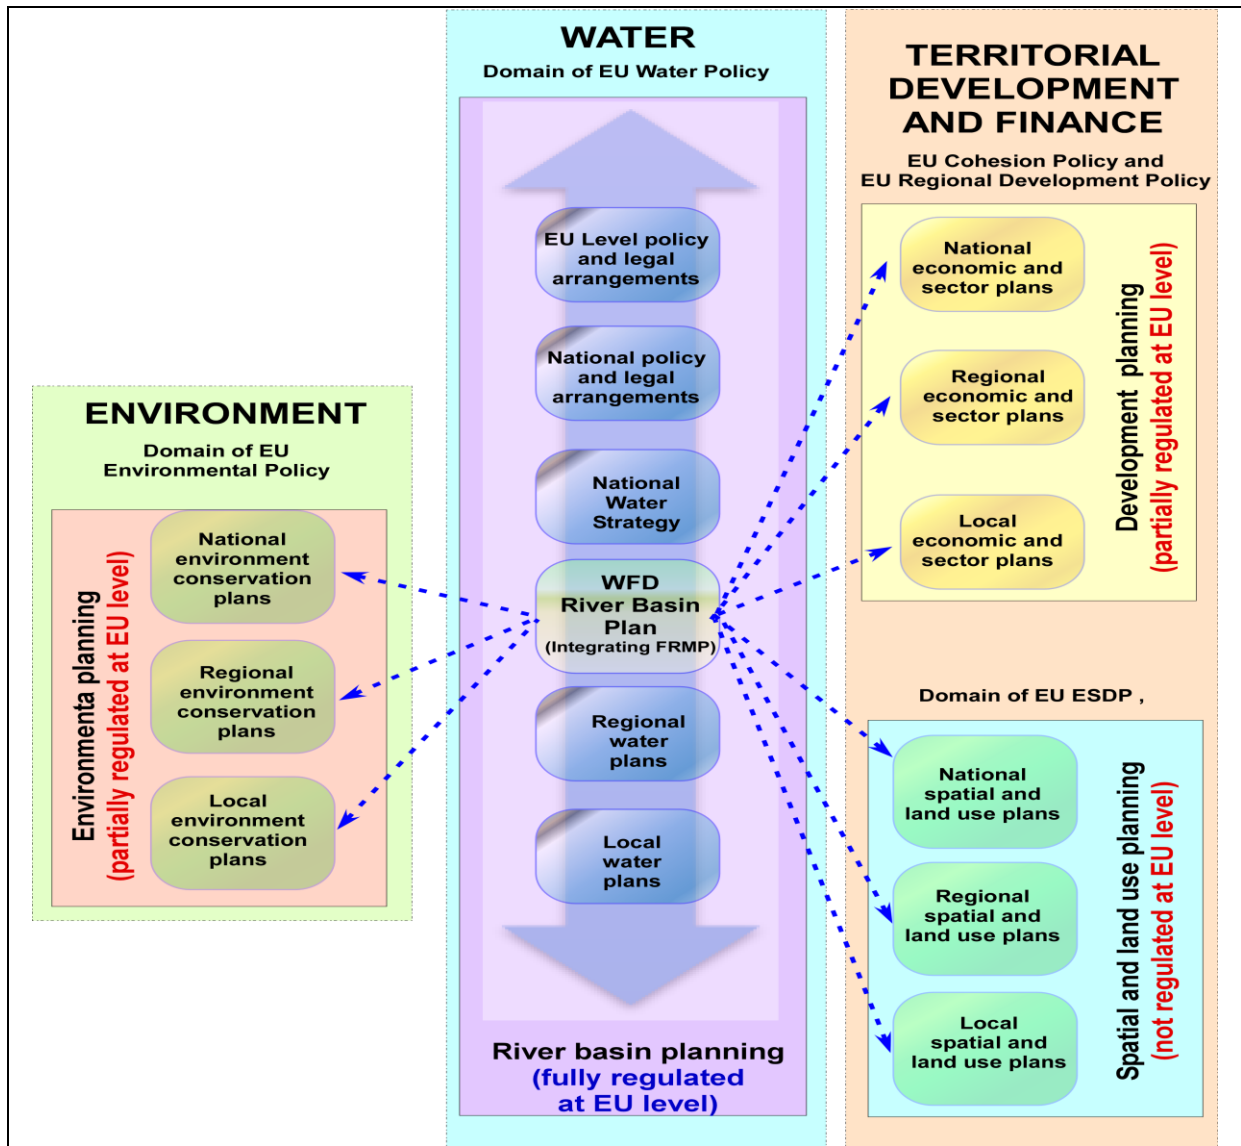 WATER
Domain of EU Water Policy
EU Level policy
and legal
arrangements
National policy
and legal
arrangements
National
Water
Strategy
WFD
River Basin
Plan
(Integrating FRMP)
Regional
water
plans
Local
water
plans
River basin planning
(fully regulated
at EU level)
ENVIRONMENT
Domain of EU
Environmental Policy
Environmenta planning
(partially regulated at EU level)
National
environment
conservation
plans
Regional
environment
conservation
plans
Local
environment
conservation
plans
TERRITORIAL
DEVELOPMENT
AND FINANCE
EU Cohesion Policy and
EU Regional Development Policy
National
economic and
sector plans
Regional
economic and
sector plans
Local
economic and
sector plans
Development planning
(partially regulated at EU level)
Domain of EU ESDP ,
National
spatial and
land use plans
Regional
spatial and
land use plans
Local
spatial and
land use plans
Spatial and land use planning
(not regulated at EU level)